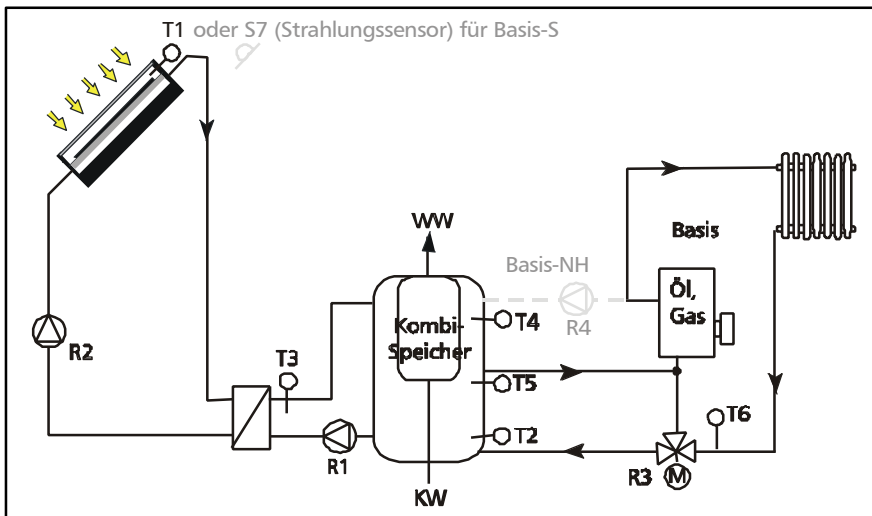 T1 oder S7 (Strahlungssensor) für Basis-S
WW
Basis
Basis-NH
Öl,
Gas
R4
T4
Kombi-
Speicher
R2
T3
T5
T6
T2
R1
R3
M
KW